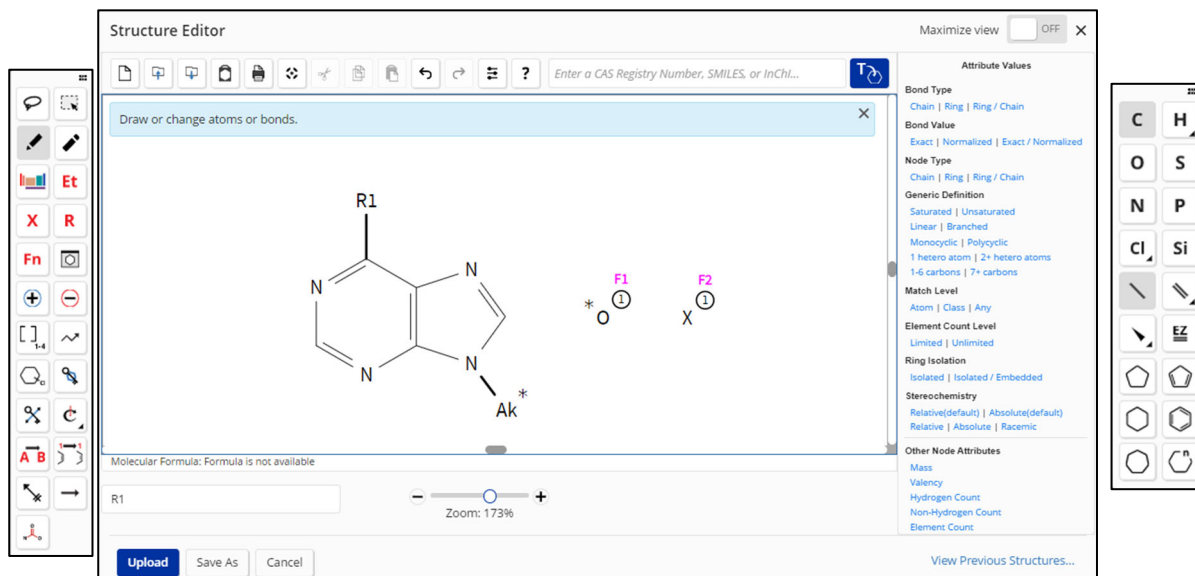 Structure Editor
Maximize view OFF ×
? Enter a CAS Registry Number, SMILES, or InChI... T
Draw or change atoms or bonds. ×
Et
X R
Fn
[ ] 1-4
EZ
A B 1 1
N O O
R1
N N
N N
Ak *
* O 1 F1
X 1 F2
Attribute Values
Bond Type
Chain | Ring | Ring / Chain
Bond Value
Exact | Normalized | Exact / Normalized
Node Type
Chain | Ring | Ring / Chain
Generic Definition
Saturated | Unsaturated
Linear | Branched
Monocyclic | Polycyclic
1 hetero atom | 2+ hetero atoms
1-6 carbons | 7+ carbons
Match Level
Atom | Class | Any
Element Count Level
Limited | Unlimited
Ring Isolation
Isolated | Isolated / Embedded
Stereochemistry
Relative(default) | Absolute(default)
Relative | Absolute | Racemic
Other Node Attributes
Mass
Valency
Hydrogen Count
Non-Hydrogen Count
Element Count
Molecular Formula: Formula is not available
R1
Zoom: 173%
Upload Save As Cancel
View Previous Structures...
C H
O S
N P
Cl Si
n